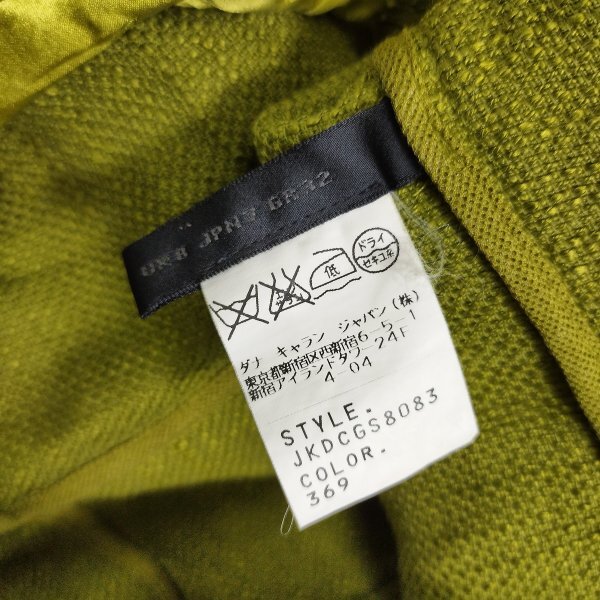 UK8 JPN9 GR32
低
ドライ
セキユ系
ダナ キャラン ジャパン(株)
東京都新宿区西新宿6-5-1
新宿アイランドタワー24F
4-04
STYLE.
JKDCGS8083
COLOR.
369